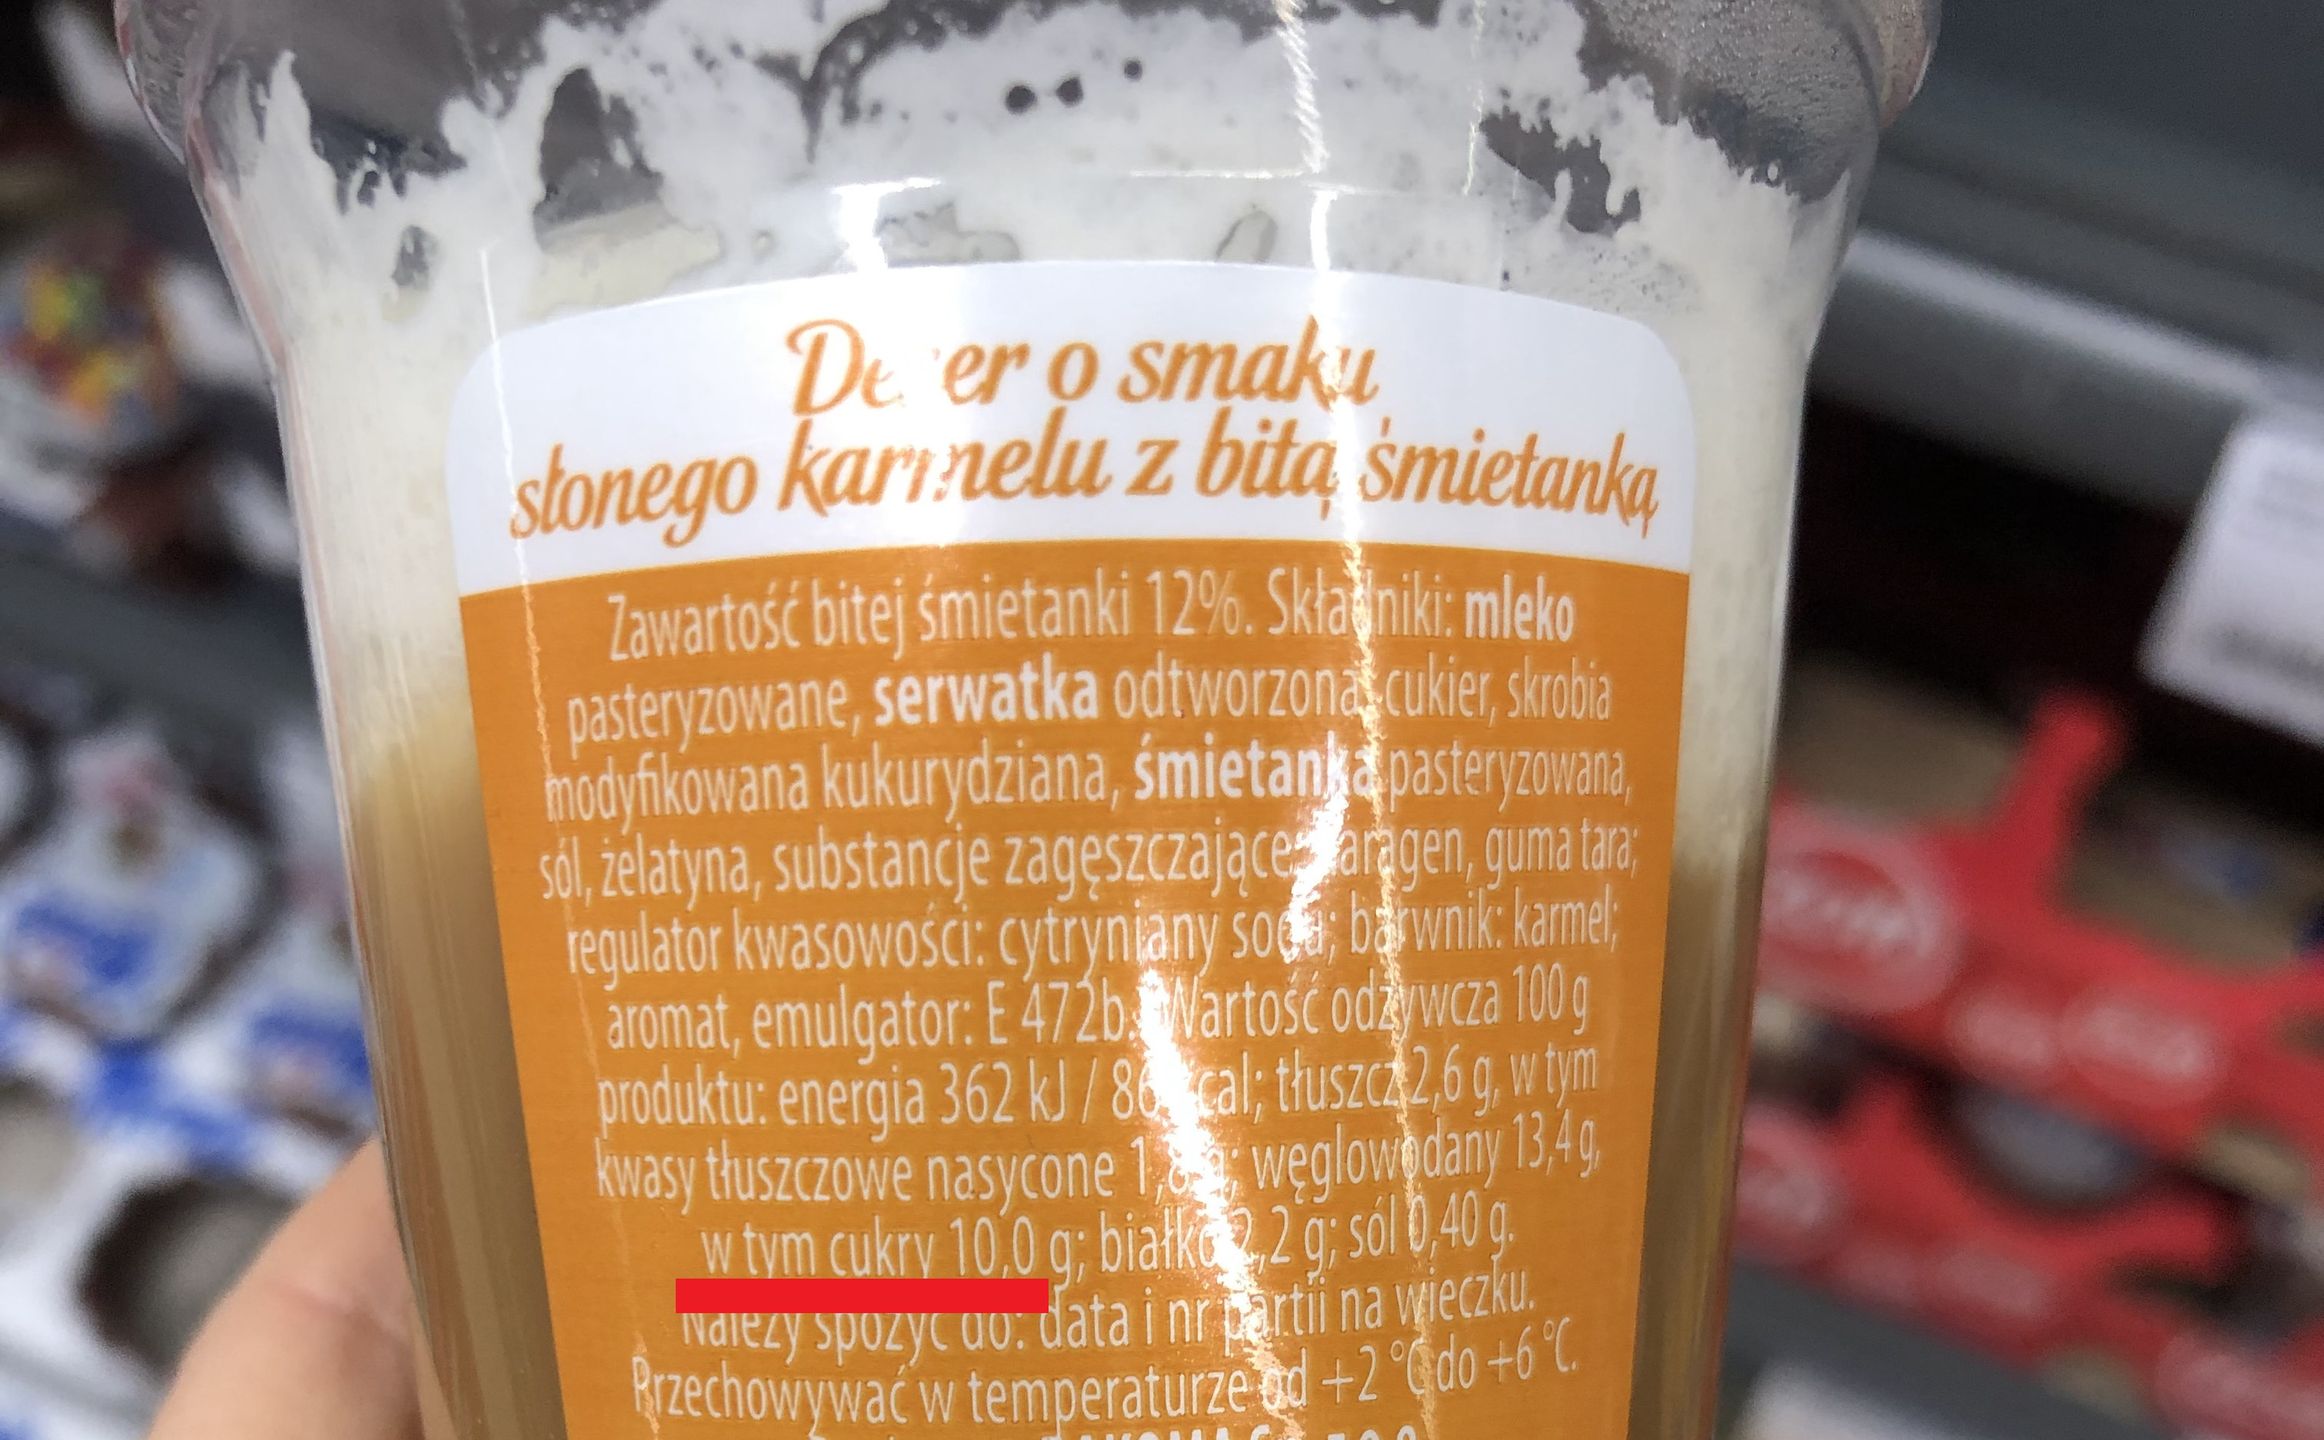 Deser o smaku
słonego karmelu z bitą śmietanką
Zawartość bitej śmietanki 12%. Składniki: mleko
pasteryzowane, serwatka odtworzona, cukier, skrobia
modyfikowana kukurydziana, śmietanka pasteryzowana,
sól, żelatyna, substancje zagęszczające: karagen, guma tara;
regulator kwasowości: cytryniany sodu; barwnik: karmel;
aromat, emulgator: E 472b. Wartość odżywcza 100 g
produktu: energia 362 kJ / 86 kcal; tłuszcz 2,6 g, w tym
kwasy tłuszczowe nasycone 1,8 g; węglowodany 13,4 g,
w tym cukry 10,0 g; białko 2,2 g; sól 0,40 g.
Należy spożyć do: data i nr partii na wieczku.
Przechowywać w temperaturze od +2 °C do +6 °C.